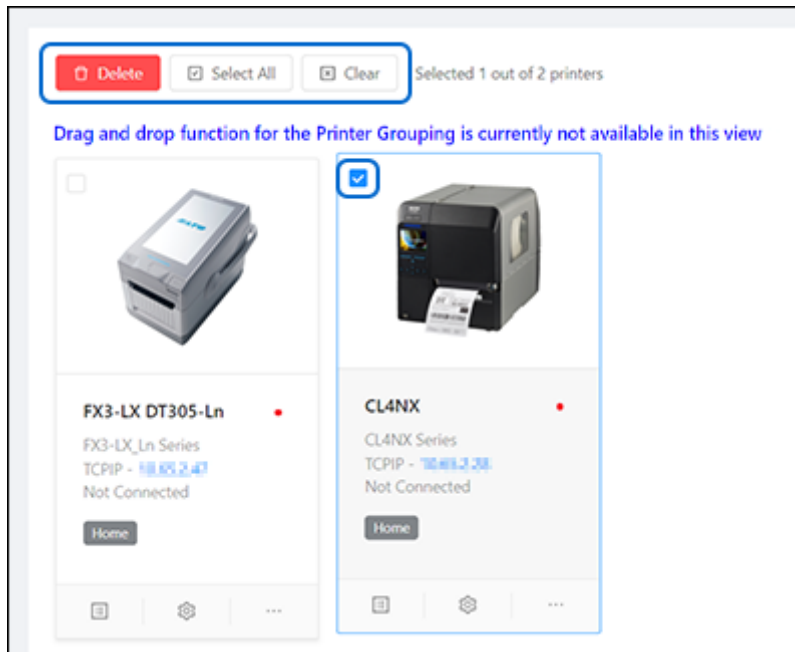 Delete Select All Clear Selected 1 out of 2 printers
Drag and drop function for the Printer Grouping is currently not available in this view
SATO
FX3-LX DT305-Ln
FX3-LX_Ln Series
TCPIP -
Not Connected
Home
CL4NX
CL4NX Series
TCPIP -
Not Connected
Home